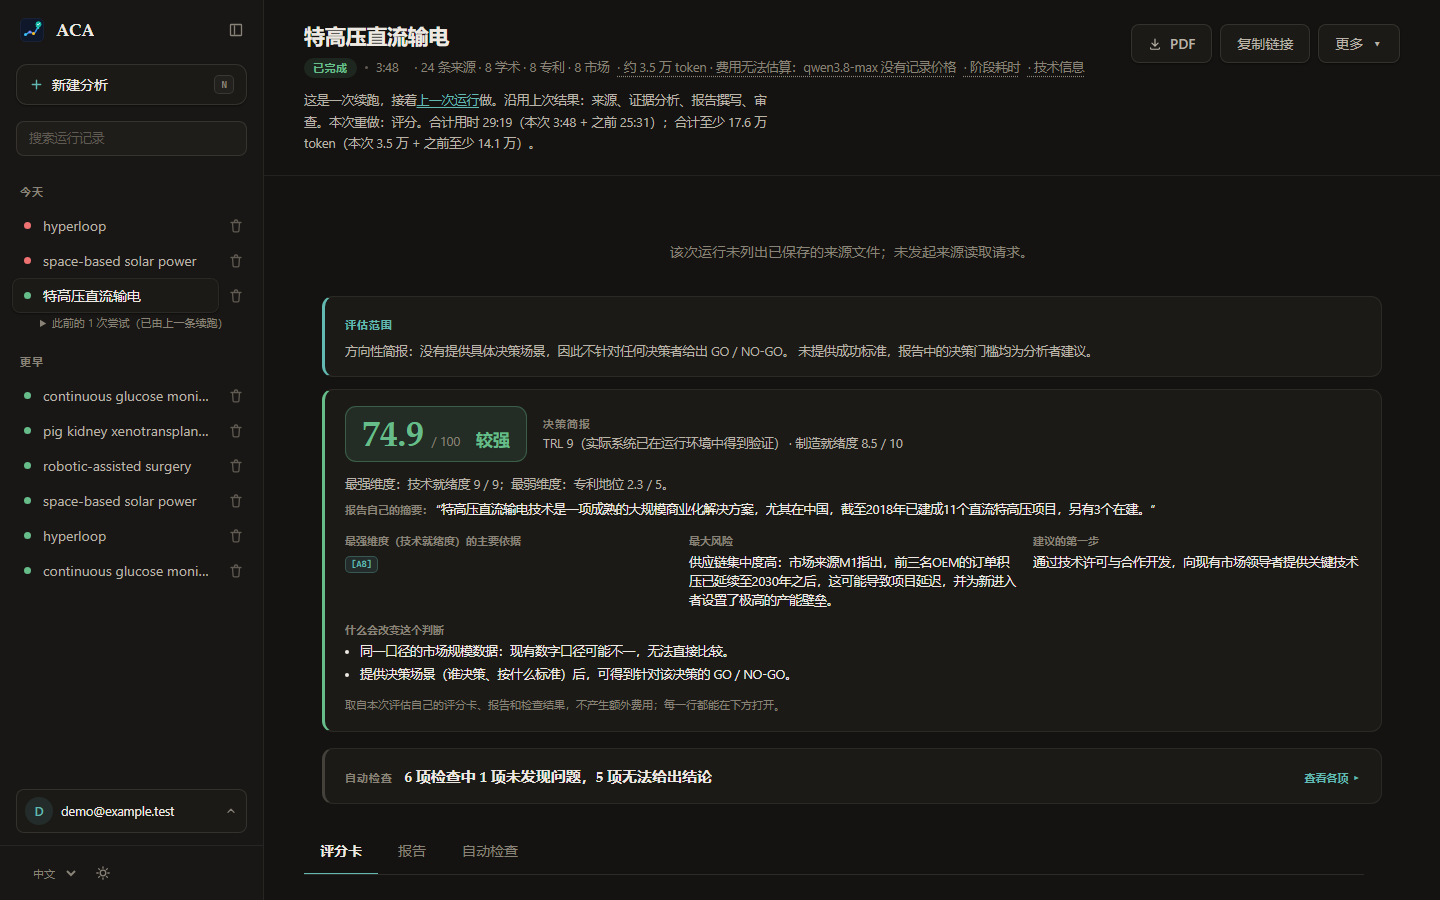 ACA
新建分析
N
搜索运行记录
今天
hyperloop
space-based solar power
特高压直流输电
此前的 1 次尝试（已由上一条续跑）
更早
continuous glucose moni...
pig kidney xenotransplan...
robotic-assisted surgery
space-based solar power
hyperloop
continuous glucose moni...
D
demo@example.test
中文
特高压直流输电
已完成 · 3:48 · 24 条来源 · 8 学术 · 8 专利 · 8 市场 · 约 3.5 万 token · 费用无法估算：qwen3.8-max 没有记录价格 · 阶段耗时 · 技术信息
PDF
复制链接
更多
这是一次续跑，接着上一次运行做。沿用上次结果：来源、证据分析、报告撰写、审
查。本次重做：评分。合计用时 29:19（本次 3:48 + 之前 25:31）；合计至少 17.6 万
token（本次 3.5 万 + 之前至少 14.1 万）。
该次运行未列出已保存的来源文件；未发起来源读取请求。
评估范围
方向性简报：没有提供具体决策场景，因此不针对任何决策者给出 GO / NO-GO。 未提供成功标准，报告中的决策门槛均为分析者建议。
74.9 / 100 较强
决策简报
TRL 9（实际系统已在运行环境中得到验证） · 制造就绪度 8.5 / 10
最强维度：技术就绪度 9 / 9；最弱维度：专利地位 2.3 / 5。
报告自己的摘要：“特高压直流输电技术是一项成熟的大规模商业化解决方案，尤其在中国，截至2018年已建成11个直流特高压项目，另有3个在建。”
最强维度（技术就绪度）的主要依据
[A8]
最大风险
供应链集中度高：市场来源M1指出，前三名OEM的订单积
压已延续至2030年之后，这可能导致项目延迟，并为新进入
者设置了极高的产能壁垒。
建议的第一步
通过技术许可与合作开发，向现有市场领导者提供关键技术
什么会改变这个判断
• 同一口径的市场规模数据：现有数字口径可能不一，无法直接比较。
• 提供决策场景（谁决策、按什么标准）后，可得到针对该决策的 GO / NO-GO。
取自本次评估自己的评分卡、报告和检查结果，不产生额外费用；每一行都能在下方打开。
自动检查 6 项检查中 1 项未发现问题，5 项无法给出结论
查看各项
评分卡
报告
自动检查